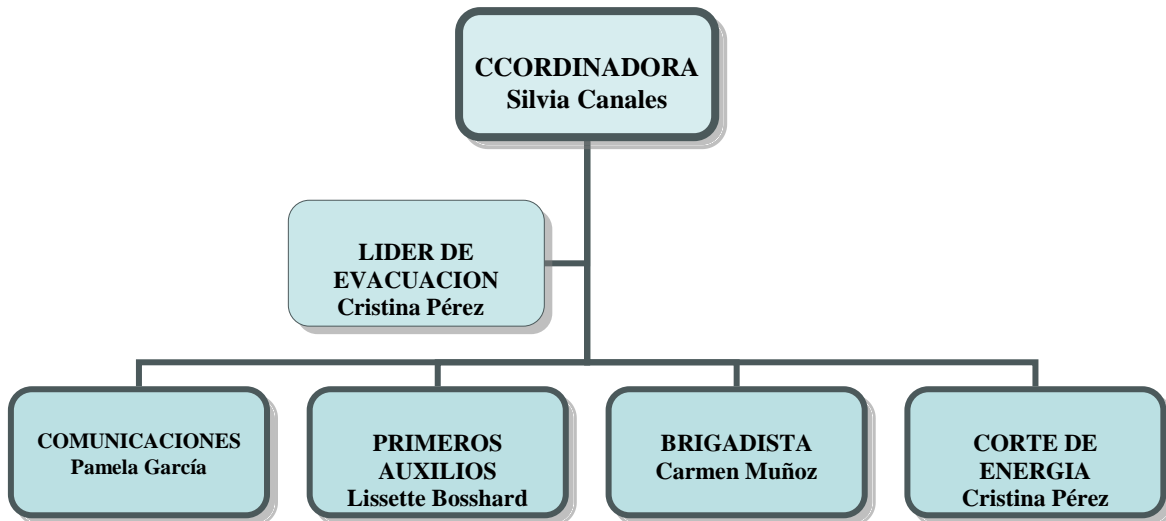 CCORDINADORA
Silvia Canales
LIDER DE
EVACUACION
Cristina Pérez
COMUNICACIONES
Pamela García
PRIMEROS
AUXILIOS
Lissette Bosshard
BRIGADISTA
Carmen Muñoz
CORTE DE
ENERGIA
Cristina Pérez